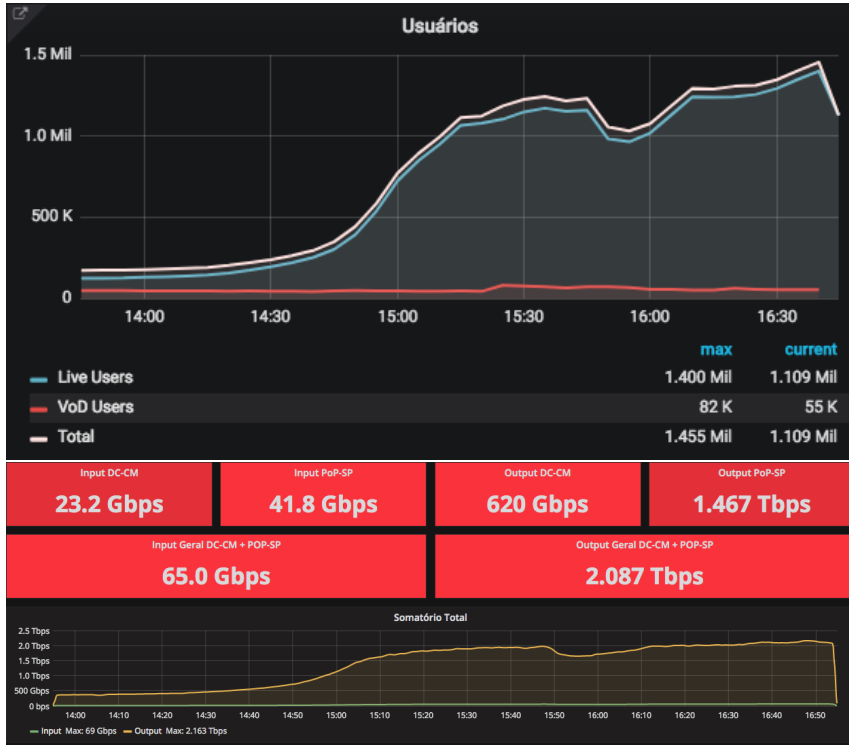 Usuários
1.5 Mil
1.0 Mil
500 K
0
14:00 14:30 15:00 15:30 16:00 16:30
max current
Live Users 1.400 Mil 1.109 Mil
VoD Users 82 K 55 K
Total 1.455 Mil 1.109 Mil
Input DC-CM Input PoP-SP Output DC-CM Output PoP-SP
23.2 Gbps 41.8 Gbps 620 Gbps 1.467 Tbps
Input Geral DC-CM + POP-SP Output Geral DC-CM + POP-SP
65.0 Gbps 2.087 Tbps
Somatório Total
2.5 Tbps
2.0 Tbps
1.5 Tbps
1.0 Tbps
500 Gbps
0 bps
14:00 14:10 14:20 14:30 14:40 14:50 15:00 15:10 15:20 15:30 15:40 15:50 16:00 16:10 16:20 16:30 16:40 16:50
Input Max: 69 Gbps Output Max: 2.163 Tbps